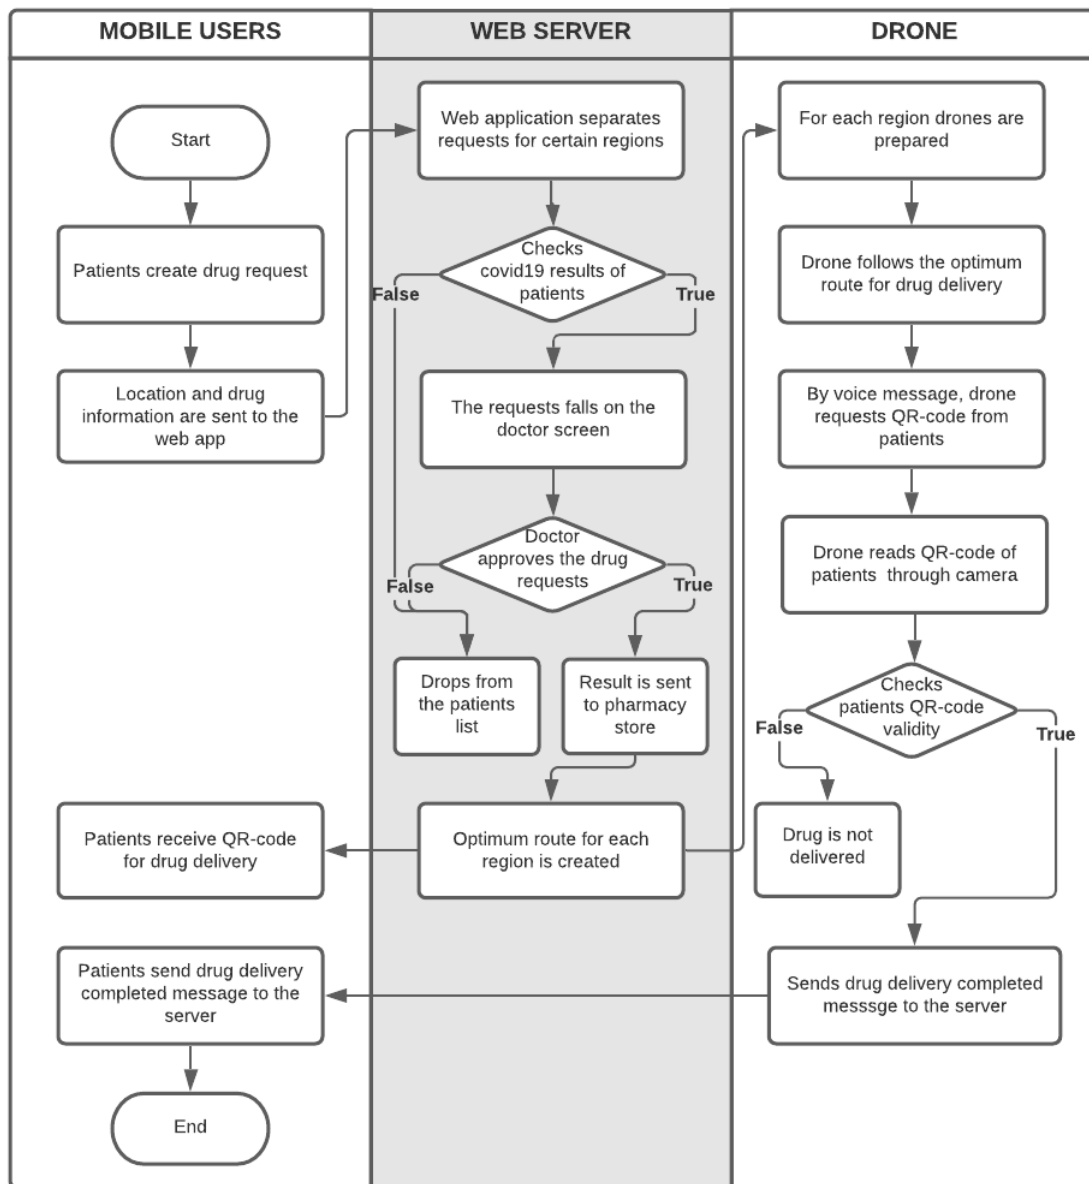 MOBILE USERS
WEB SERVER
DRONE
Start
Patients create drug request
Location and drug
information are sent to the
web app
Web application separates
requests for certain regions
Checks
covid19 results of
patients
False
True
The requests falls on the
doctor screen
Doctor
approves the drug
requests
False
True
Drops from
the patients
list
Result is sent
to pharmacy
store
Optimum route for each
region is created
Patients receive QR-code
for drug delivery
For each region drones are
prepared
Drone follows the optimum
route for drug delivery
By voice message, drone
requests QR-code from
patients
Drone reads QR-code of
patients through camera
Checks
patients QR-code
validity
False
True
Drug is not
delivered
Sends drug delivery completed
messsge to the server
Patients send drug delivery
completed message to the
server
End